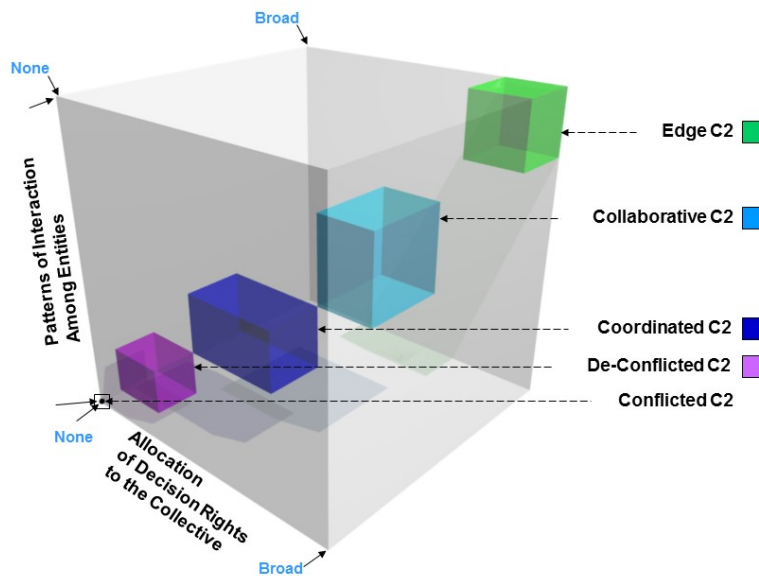 Broad
None
Edge C2
Collaborative C2
Patterns of Interaction
Among Entities
Coordinated C2
De-Conflicted C2
Conflicted C2
None
Allocation
of Decision Rights
to the Collective
Broad